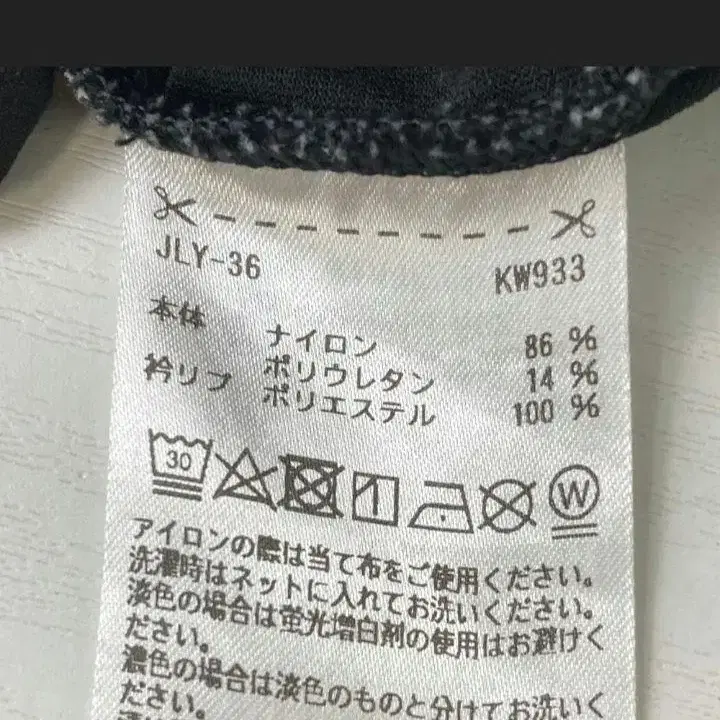 JLY-36 KW933
本体 ナイロン 86 %
ポリウレタン 14 %
衿リブ ポリエステル 100 %
30 W
アイロンの際は当て布をご使用ください。
洗濯時はネットに入れてお洗いください。
淡色の場合は蛍光増白剤の使用はお避けく
ださい。
濃色の場合は淡色のものと分けてお洗いく
ださい。